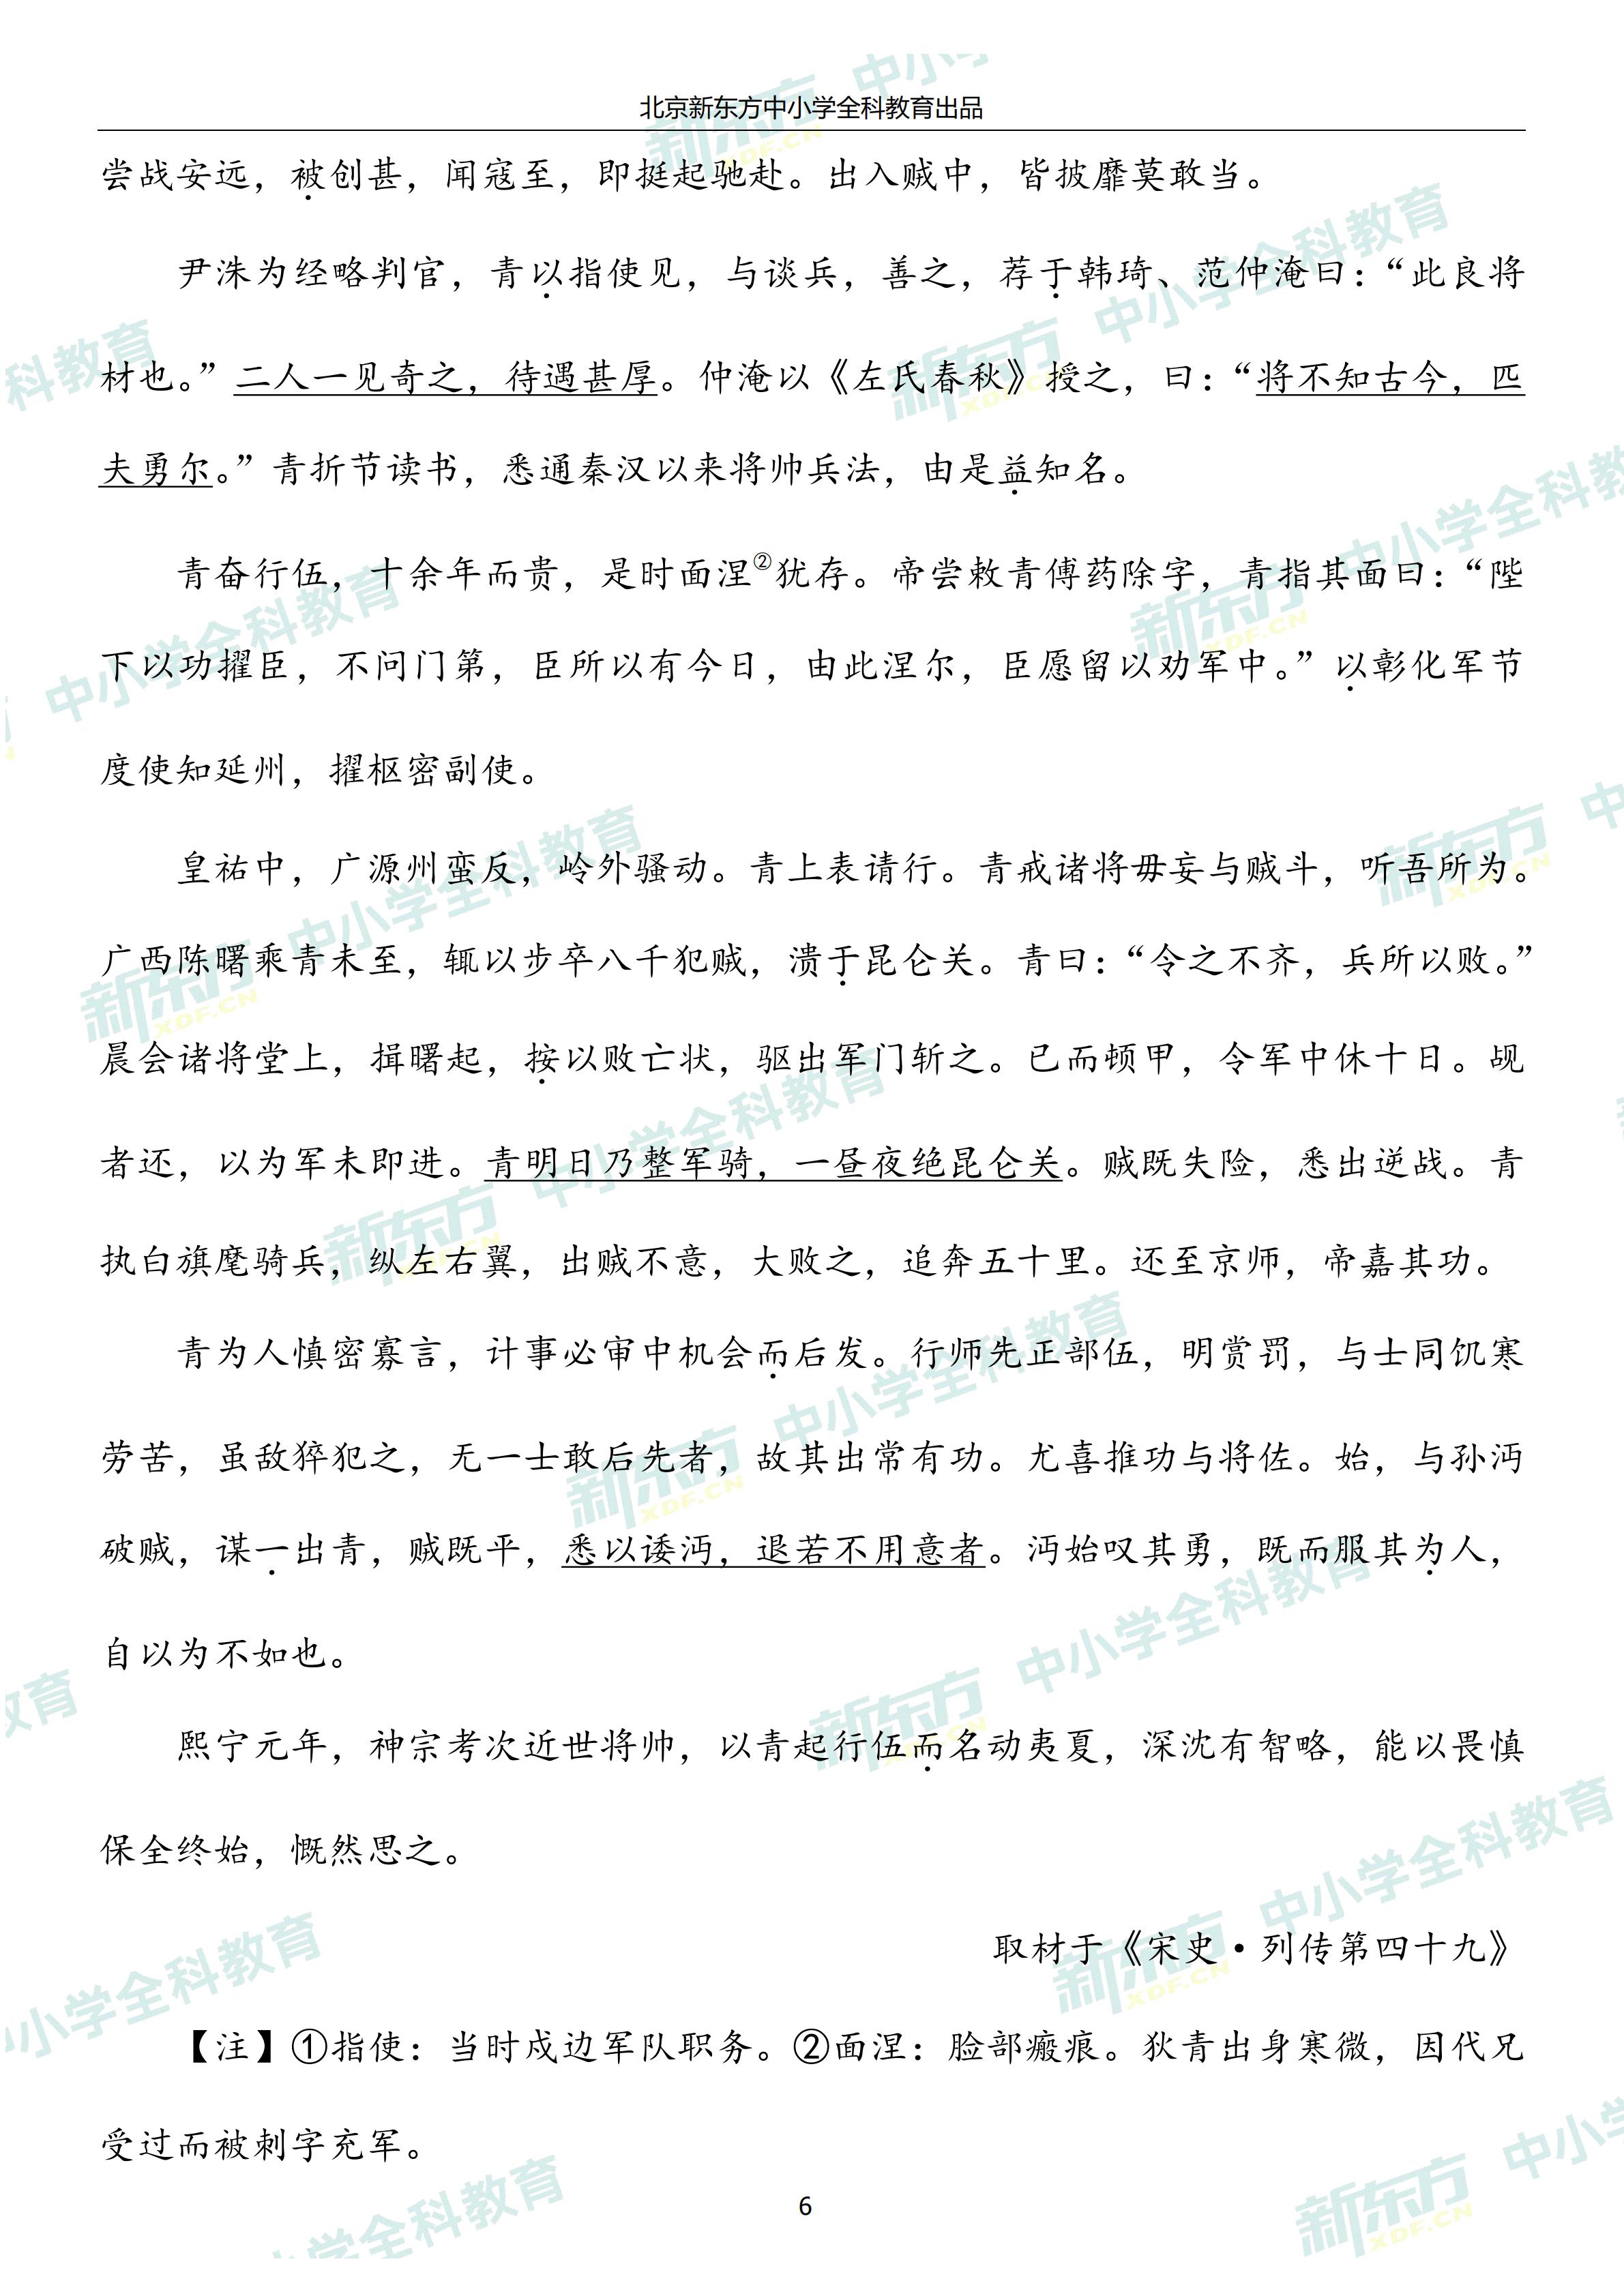 北京新东方中小学全科教育出品
尝战安远，被创甚，闻寇至，即挺起驰赴。出入贼中，皆披靡莫敢当。
尹洙为经略判官，青以指使见，与谈兵，善之，荐于韩琦、范仲淹曰：“此良将
材也。”二人一见奇之，待遇甚厚。仲淹以《左氏春秋》授之，曰：“将不知古今，匹
夫勇尔。”青折节读书，悉通秦汉以来将帅兵法，由是益知名。
青奋行伍，十余年而贵，是时面涅②犹存。帝尝敕青傅药除字，青指其面曰：“陛
下以功擢臣，不问门第，臣所以有今日，由此涅尔，臣愿留以劝军中。”以彰化军节
度使知延州，擢枢密副使。
皇祐中，广源州蛮反，岭外骚动。青上表请行。青戒诸将毋妄与贼斗，听吾所为。
广西陈曙乘青未至，辄以步卒八千犯贼，溃于昆仑关。青曰：“令之不齐，兵所以败。”
晨会诸将堂上，揖曙起，按以败亡状，驱出军门斩之。已而顿甲，令军中休十日。觇
者还，以为军未即进。青明日乃整军骑，一昼夜绝昆仑关。贼既失险，悉出逆战。青
执白旗麾骑兵，纵左右翼，出贼不意，大败之，追奔五十里。还至京师，帝嘉其功。
青为人慎密寡言，计事必审中机会而后发。行师先正部伍，明赏罚，与士同饥寒
劳苦，虽敌猝犯之，无一士敢后先者，故其出常有功。尤喜推功与将佐。始，与孙沔
破贼，谋一出青，贼既平，悉以诿沔，退若不用意者。沔始叹其勇，既而服其为人，
自以为不如也。
熙宁元年，神宗考次近世将帅，以青起行伍而名动夷夏，深沈有智略，能以畏慎
保全终始，慨然思之。
取材于《宋史·列传第四十九》
【注】①指使：当时戍边军队职务。②面涅：脸部瘢痕。狄青出身寒微，因代兄
受过而被刺字充军。
6